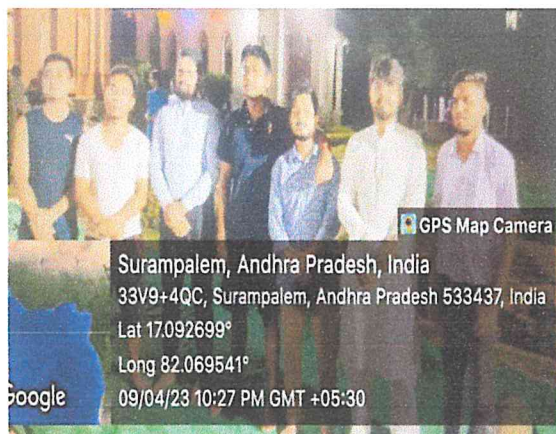 GPS Map Camera
Surampalem, Andhra Pradesh, India
33V9+4QC, Surampalem, Andhra Pradesh 533437, India
Lat 17.092699°
Long 82.069541°
09/04/23 10:27 PM GMT +05:30
Google